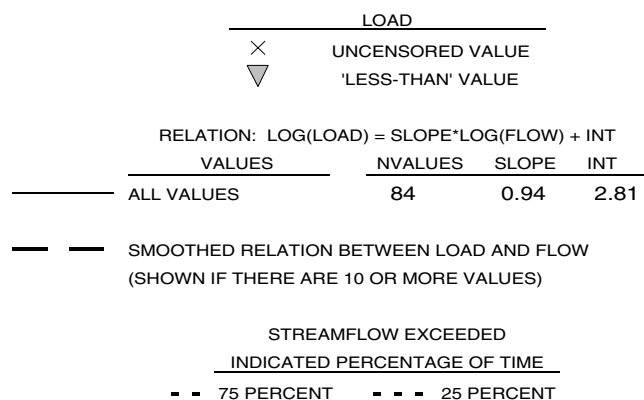 LOAD
UNCENSORED VALUE
'LESS-THAN' VALUE
RELATION: LOG(LOAD) = SLOPE*LOG(FLOW) + INT
VALUES NVALUES SLOPE INT
ALL VALUES 84 0.94 2.81
SMOOTHED RELATION BETWEEN LOAD AND FLOW
(SHOWN IF THERE ARE 10 OR MORE VALUES)
STREAMFLOW EXCEEDED
INDICATED PERCENTAGE OF TIME
75 PERCENT 25 PERCENT